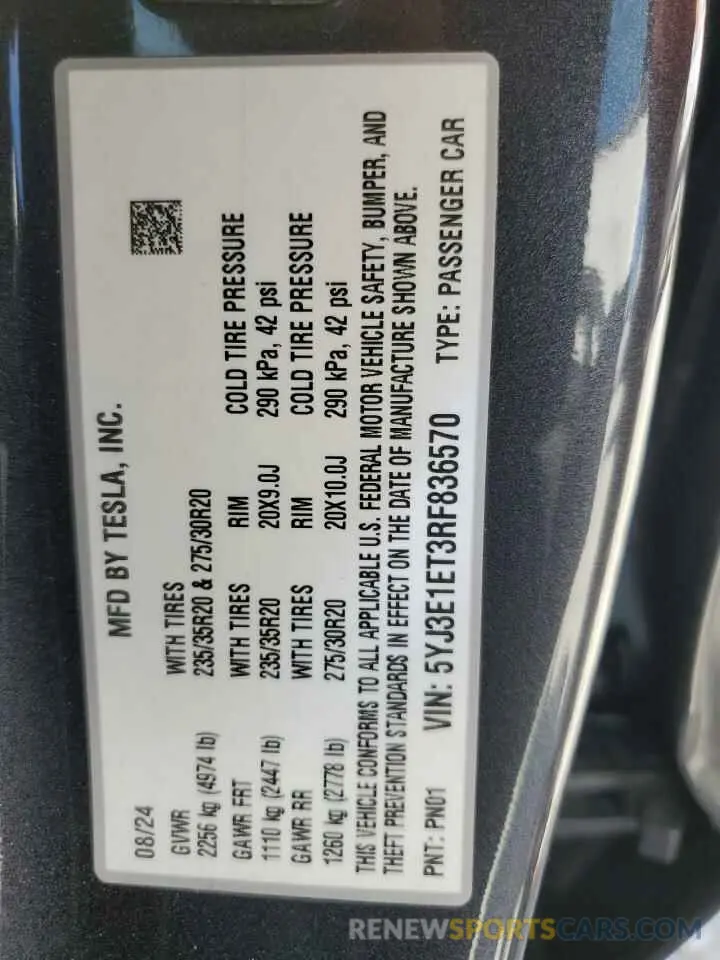 MFD BY TESLA, INC.
08/24
GVWR WITH TIRES
2256 kg (4974 lb) 235/35R20 & 275/30R20
GAWR FRT WITH TIRES RIM COLD TIRE PRESSURE
1110 kg (2447 lb) 235/35R20 20X9.0J 290 kPa, 42 psi
GAWR RR WITH TIRES RIM COLD TIRE PRESSURE
1260 kg (2778 lb) 275/30R20 20X10.0J 290 kPa, 42 psi
THIS VEHICLE CONFORMS TO ALL APPLICABLE U.S. FEDERAL MOTOR VEHICLE SAFETY, BUMPER, AND
THEFT PREVENTION STANDARDS IN EFFECT ON THE DATE OF MANUFACTURE SHOWN ABOVE.
PNT: PN01 VIN: 5YJ3E1ET3RF836570 TYPE: PASSENGER CAR
RENEWSPORTSCARS.COM